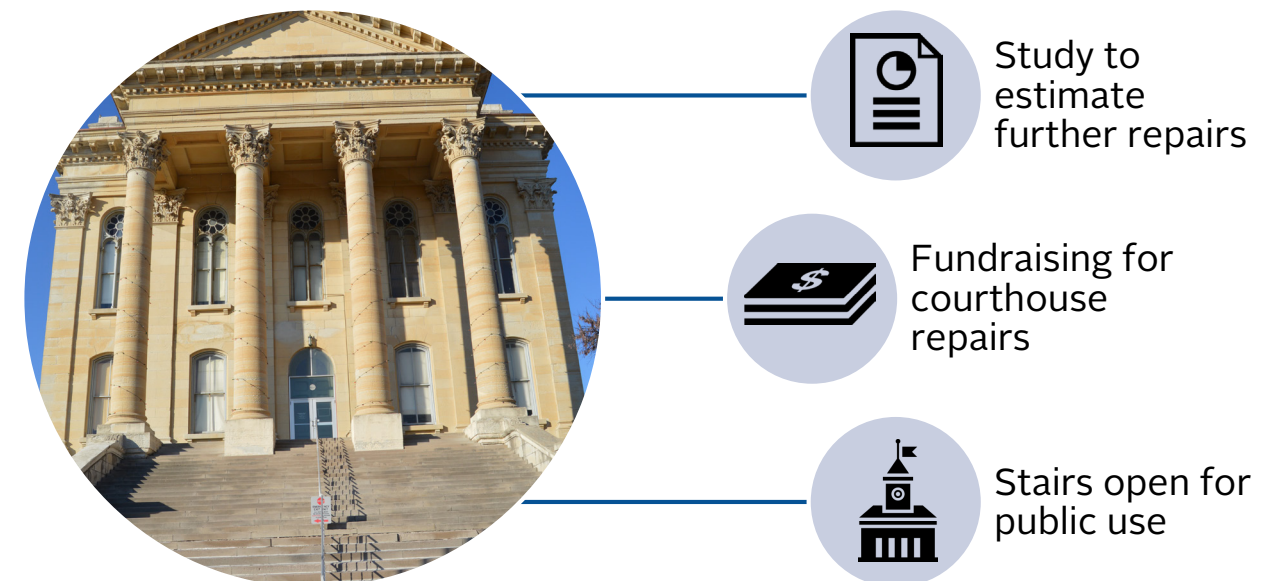 Study to
estimate
further repairs
$
Fundraising for
courthouse
repairs
Stairs open for
public use